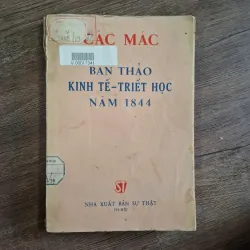 CÁC MÁC
BẢN THẢO
KINH TẾ-TRIẾT HỌC
NĂM 1844
ST
NHÀ XUẤT BẢN SỰ THẬT